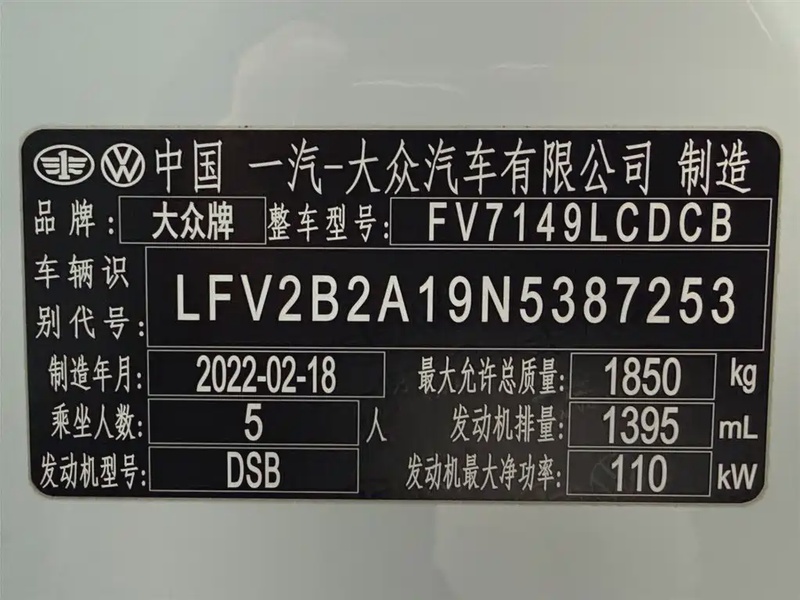 中国 一汽-大众汽车有限公司 制造
品牌: 大众牌 整车型号: FV7149LCDCB
车辆识别代号: LFV2B2A19N5387253
制造年月: 2022-02-18 最大允许总质量: 1850 kg
乘坐人数: 5 人 发动机排量: 1395 mL
发动机型号: DSB 发动机最大净功率: 110 kW